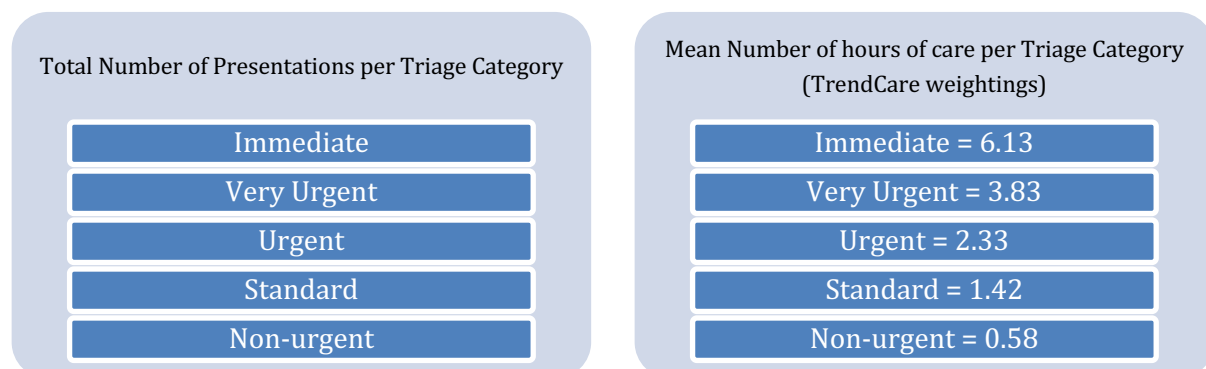 Total Number of Presentations per Triage Category
Immediate
Very Urgent
Urgent
Standard
Non-urgent
Mean Number of hours of care per Triage Category
(TrendCare weightings)
Immediate = 6.13
Very Urgent = 3.83
Urgent = 2.33
Standard = 1.42
Non-urgent = 0.58